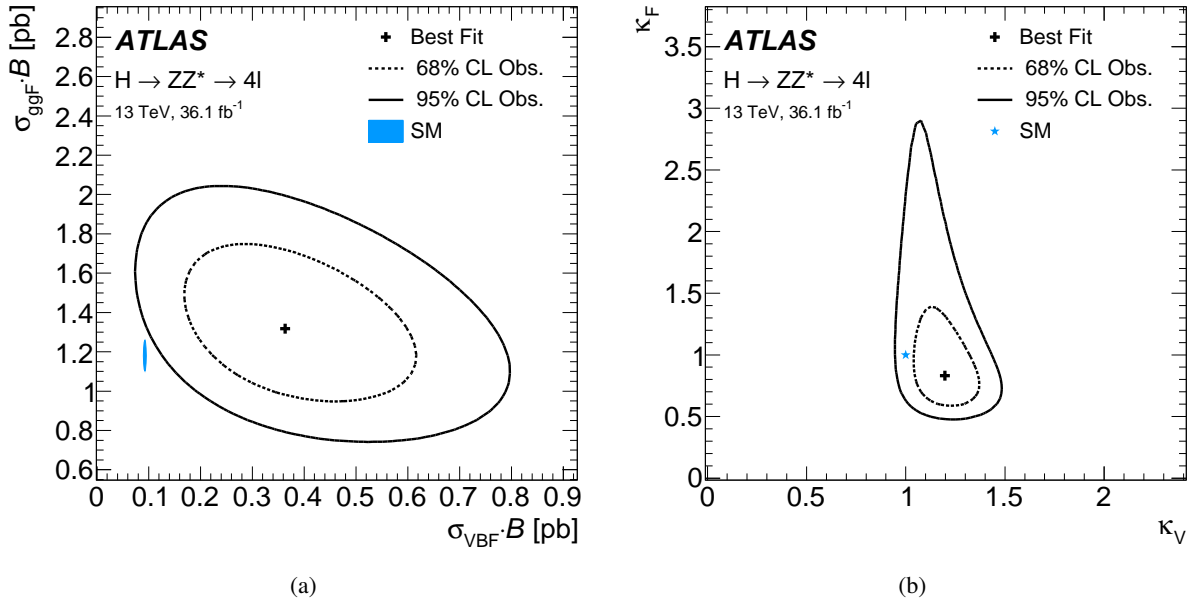 σggF·B [pb]
2.8
2.6
2.4
2.2
2
1.8
1.6
1.4
1.2
1
0.8
0.6
0 0.1 0.2 0.3 0.4 0.5 0.6 0.7 0.8 0.9
σVBF·B [pb]
ATLAS
H → ZZ* → 4l
13 TeV, 36.1 fb⁻¹
Best Fit
68% CL Obs.
95% CL Obs.
SM
(a)
κF
3.5
3
2.5
2
1.5
1
0.5
0
0 0.5 1 1.5 2
κV
ATLAS
H → ZZ* → 4l
13 TeV, 36.1 fb⁻¹
Best Fit
68% CL Obs.
95% CL Obs.
SM
(b)